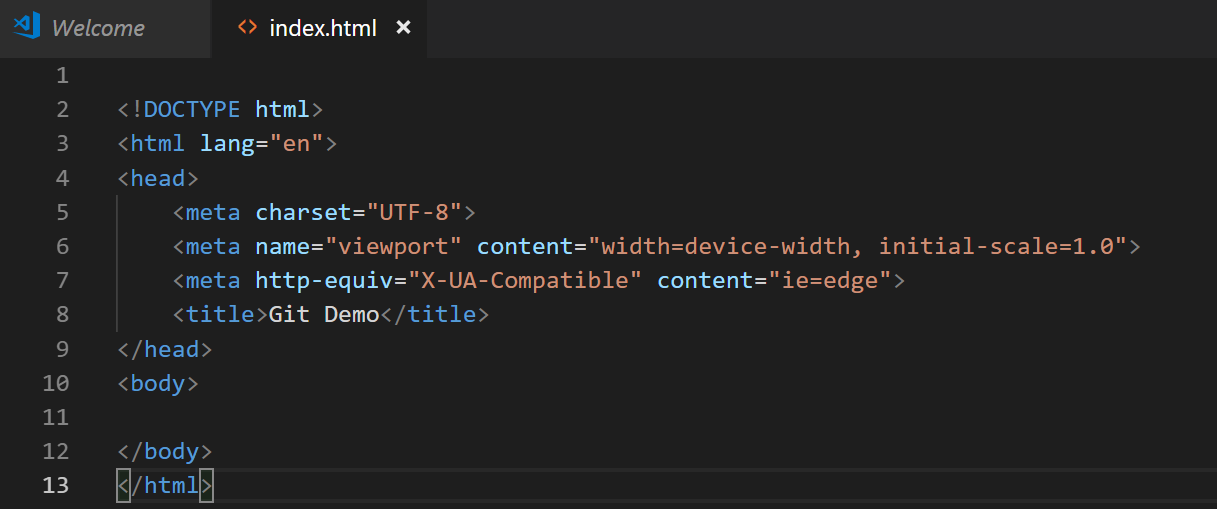 Welcome index.html ×
1
2 <!DOCTYPE html>
3 <html lang="en">
4 <head>
5     <meta charset="UTF-8">
6     <meta name="viewport" content="width=device-width, initial-scale=1.0">
7     <meta http-equiv="X-UA-Compatible" content="ie=edge">
8     <title>Git Demo</title>
9 </head>
10 <body>
11
12 </body>
13 </html>